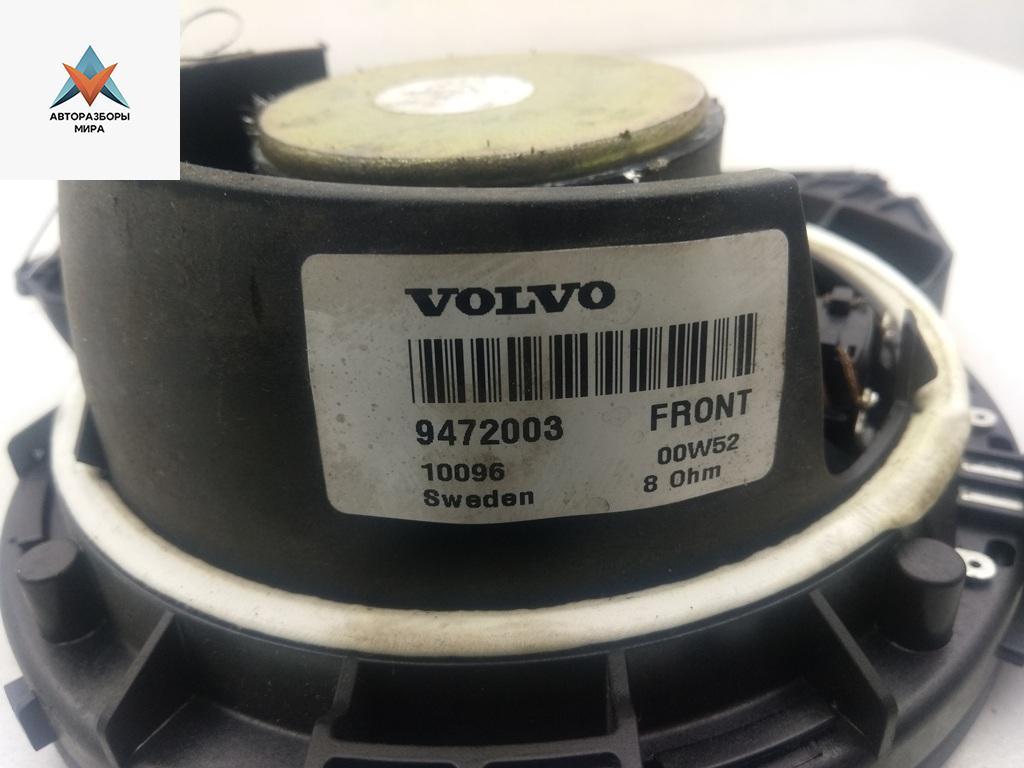 АВТОРАЗБОРЫ
МИРА
VOLVO
9472003
FRONT
10096
00W52
Sweden
8 Ohm